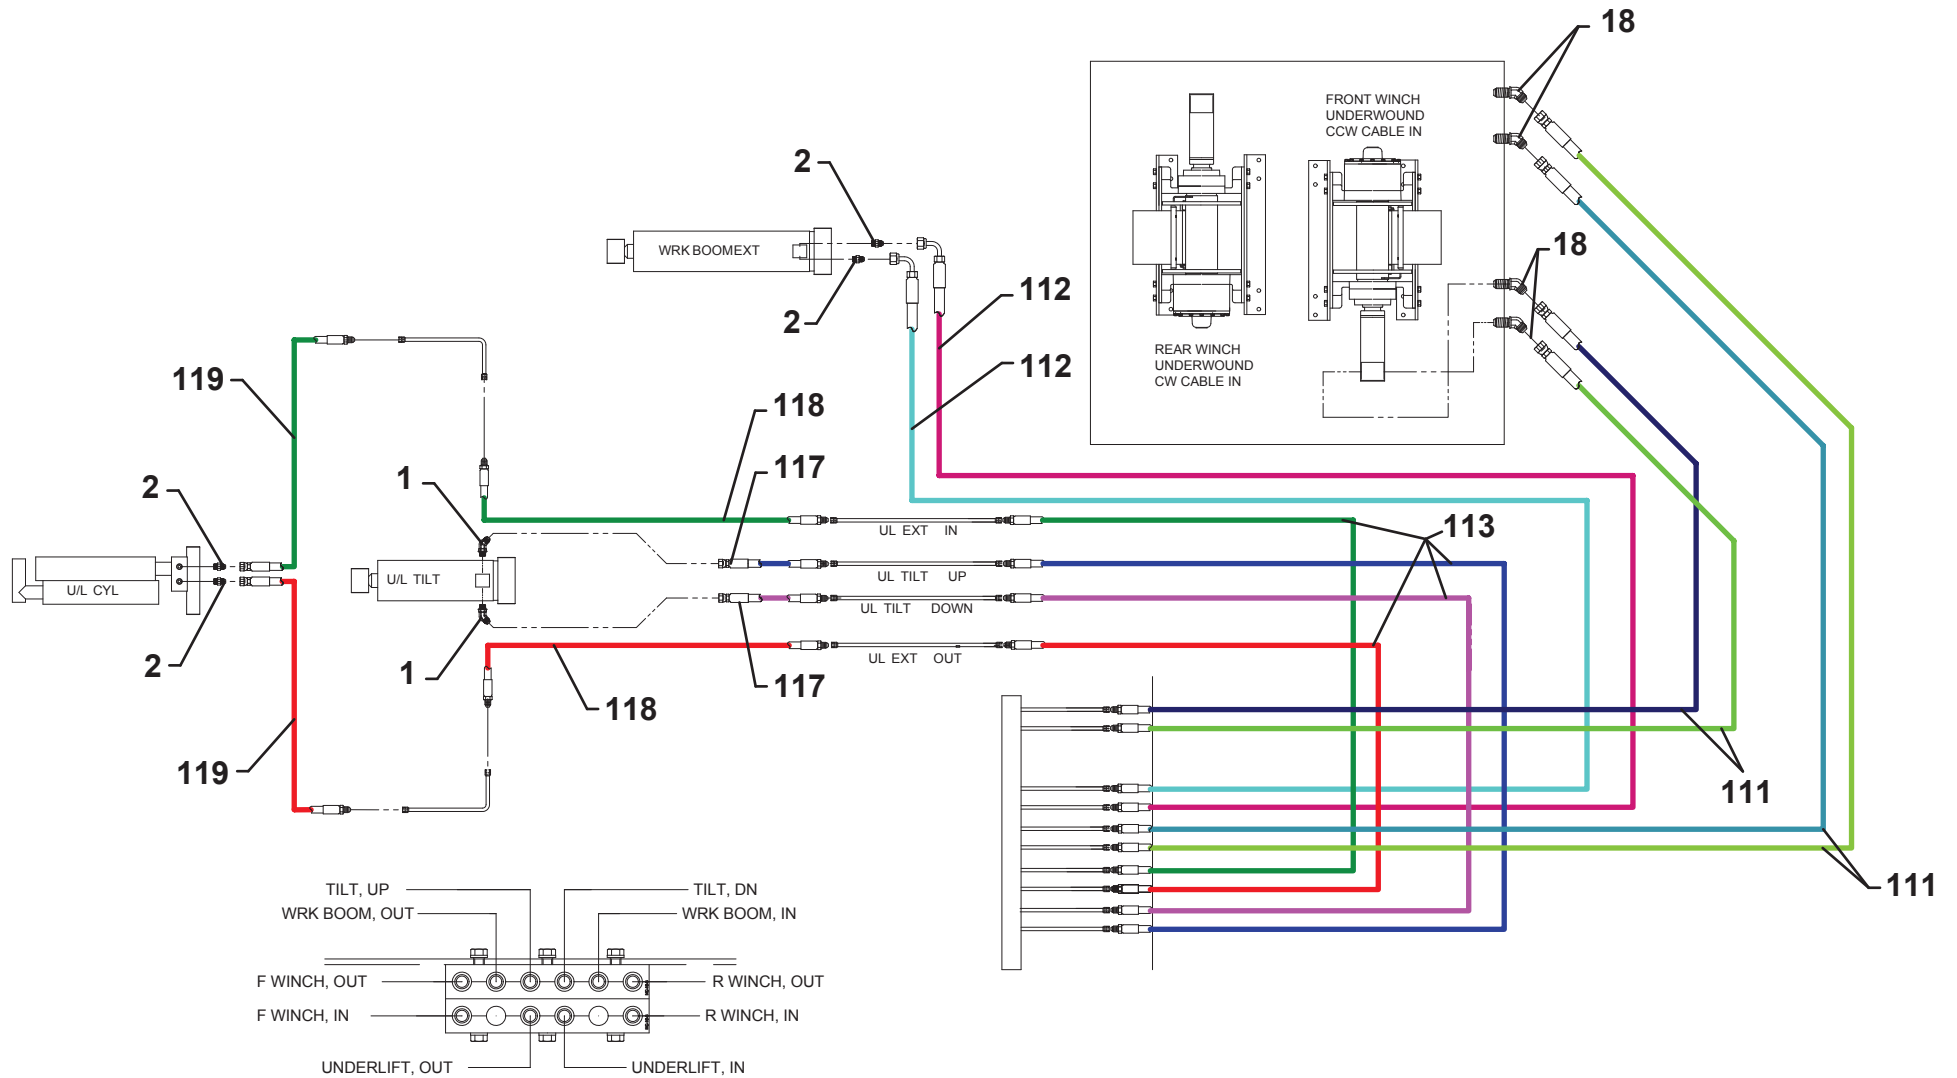 18
FRONT WINCH
UNDERWOUND
CCW CABLE IN
2
WRK BOOMEXT
18
2
112
REAR WINCH
UNDERWOUND
CW CABLE IN
112
119
118
117
1
2
UL EXT IN
113
U/L TILT
UL TILT UP
U/L CYL
UL TILT DOWN
UL EXT OUT
2
1
117
118
119
111
111
TILT, UP
TILT, DN
WRK BOOM, OUT
WRK BOOM, IN
F WINCH, OUT
R WINCH, OUT
F WINCH, IN
R WINCH, IN
UNDERLIFT, OUT
UNDERLIFT, IN